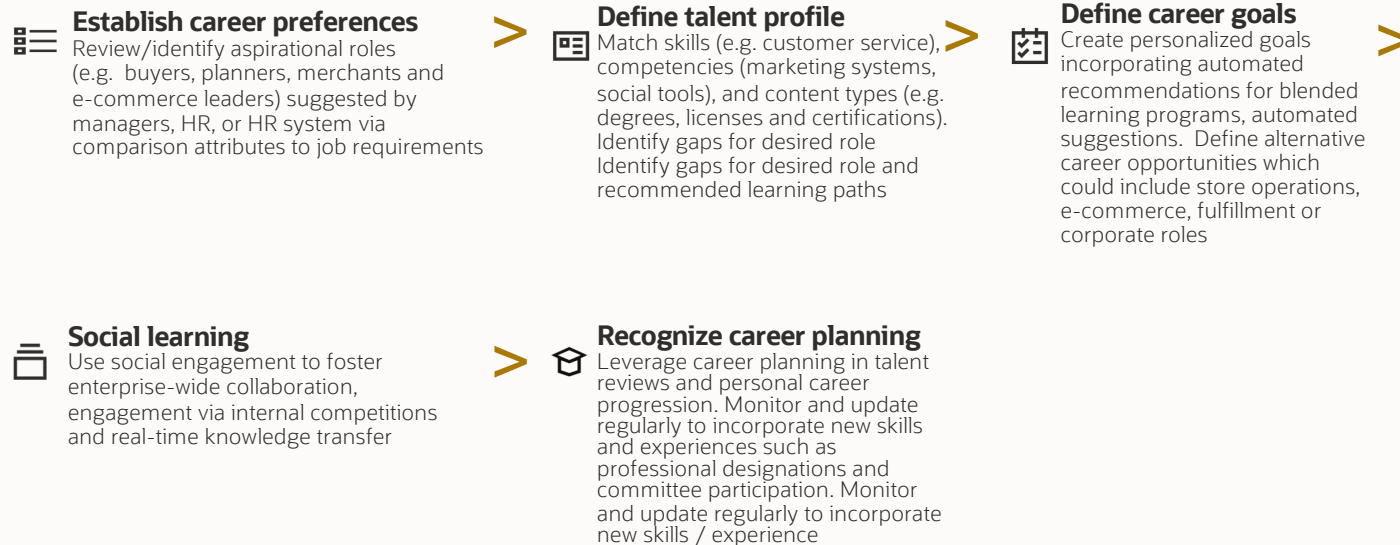 Establish career preferences
Review/identify aspirational roles
(e.g. buyers, planners, merchants and
e-commerce leaders) suggested by
managers, HR, or HR system via
comparison attributes to job requirements
>
Define talent profile
Match skills (e.g. customer service),
competencies (marketing systems,
social tools), and content types (e.g.
degrees, licenses and certifications).
Identify gaps for desired role
Identify gaps for desired role and
recommended learning paths
>
Define career goals
Create personalized goals
incorporating automated
recommendations for blended
learning programs, automated
suggestions. Define alternative
career opportunities which
could include store operations,
e-commerce, fulfillment or
corporate roles
>
Social learning
Use social engagement to foster
enterprise-wide collaboration,
engagement via internal competitions
and real-time knowledge transfer
>
Recognize career planning
Leverage career planning in talent
reviews and personal career
progression. Monitor and update
regularly to incorporate new skills
and experiences such as
professional designations and
committee participation. Monitor
and update regularly to incorporate
new skills / experience